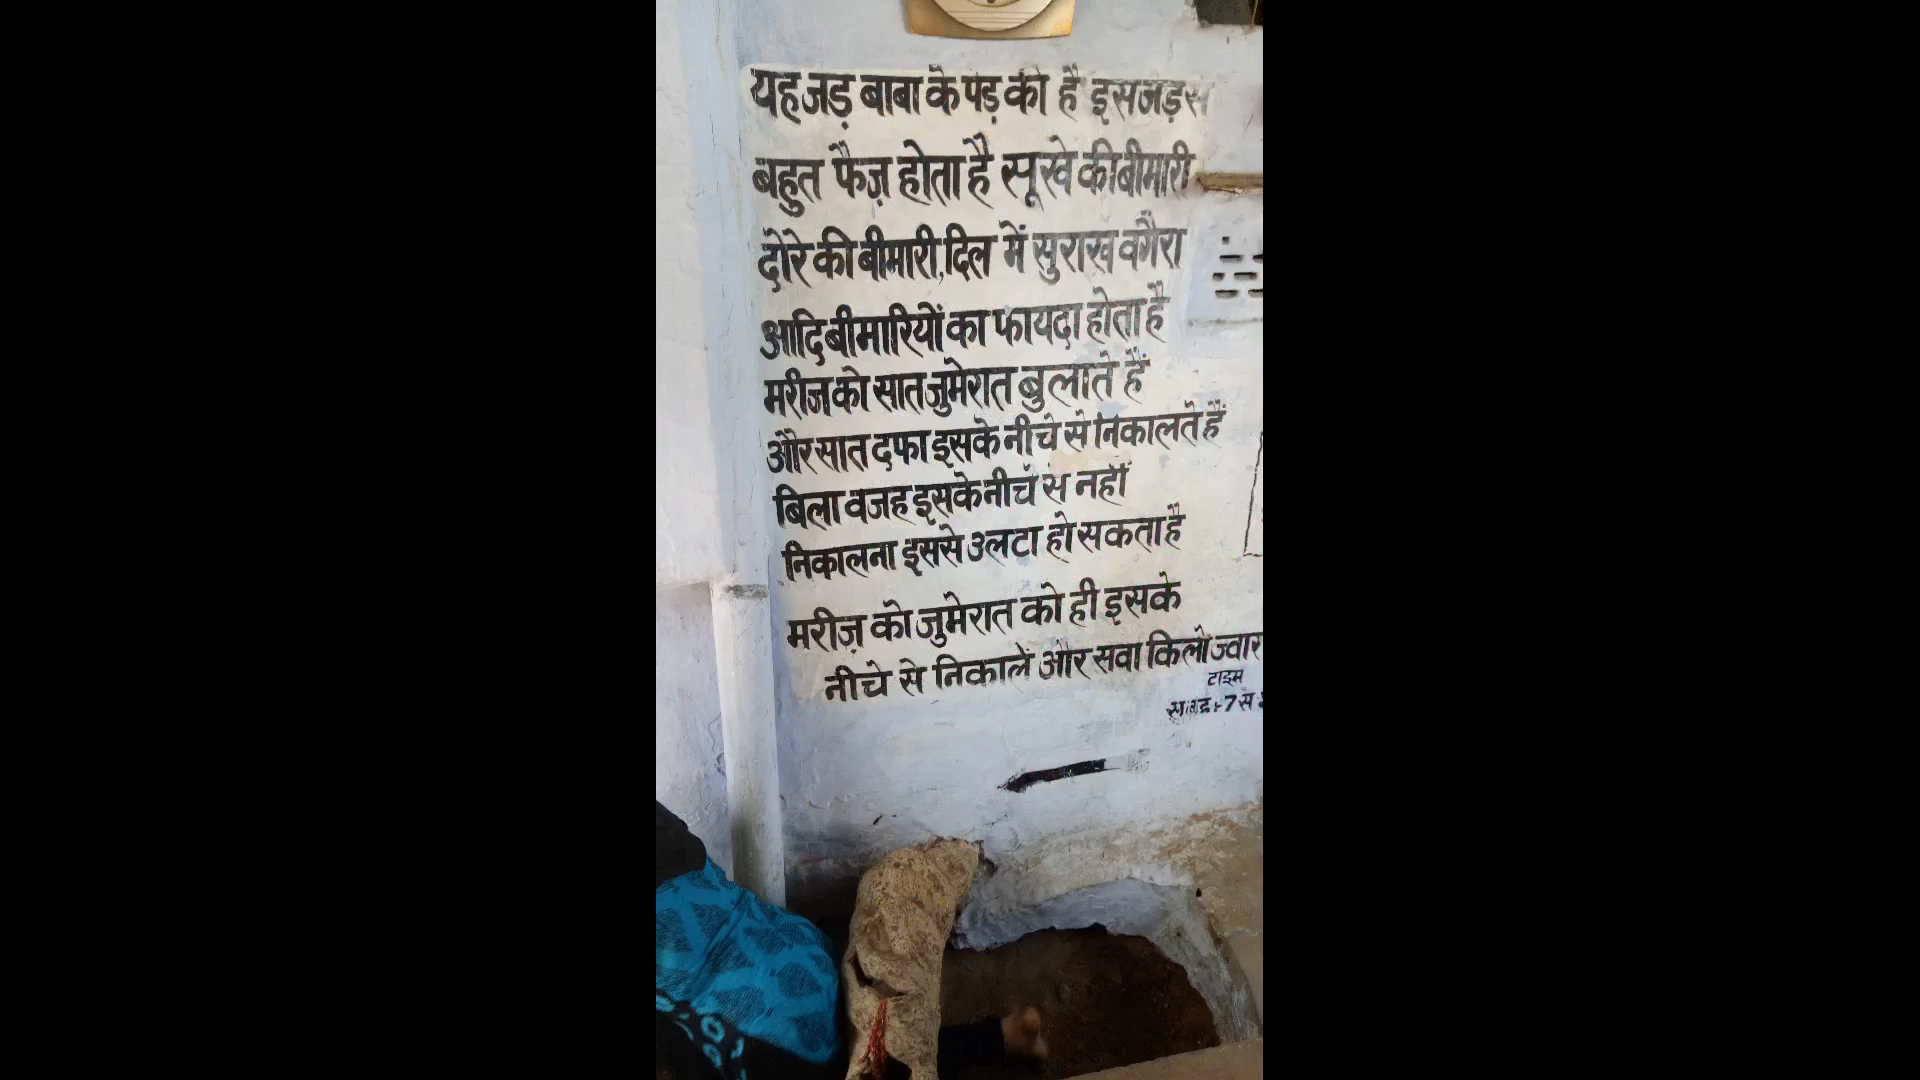 यह जड़ बाबा के पेड़ की है इस जड़ से
बहुत फैज़ होता है सूखे की बीमारी
दोरे की बीमारी, दिल में सुराख वगैरा
आदि बीमारियों का फायदा होता है
मरीज को सात जुमेरात बुलाते हैं
और सात दफा इसके नीचे से निकालते हैं
बिला वजह इसके नीचे से नहीं
निकालना इससे उलटा हो सकता है
मरीज़ को जुमेरात को ही इसके
नीचे से निकालें और सवा किलो ज्वार
टाइम
7 से